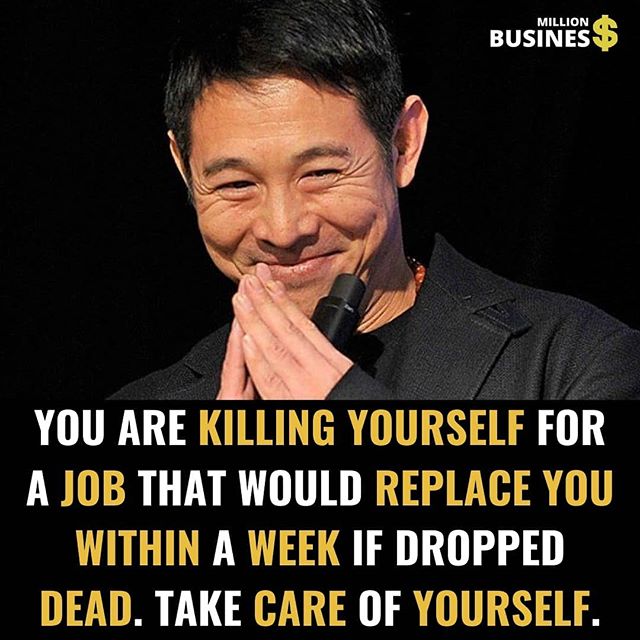 MILLION
BUSINES$
YOU ARE KILLING YOURSELF FOR
A JOB THAT WOULD REPLACE YOU
WITHIN A WEEK IF DROPPED
DEAD. TAKE CARE OF YOURSELF.